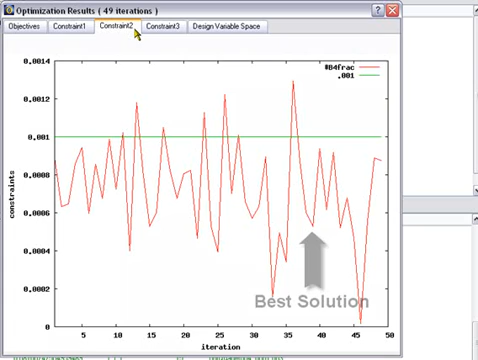 Optimization Results ( 49 iterations )
Objectives Constraint1 Constraint2 Constraint3 Design Variable Space
0,0014
#B4frac
.001
0,0012
0,001
0,0008
constraints
0,0006
0,0004
0,0002
0
Best Solution
5 10 15 20 25 30 35 40 45 50
iteration